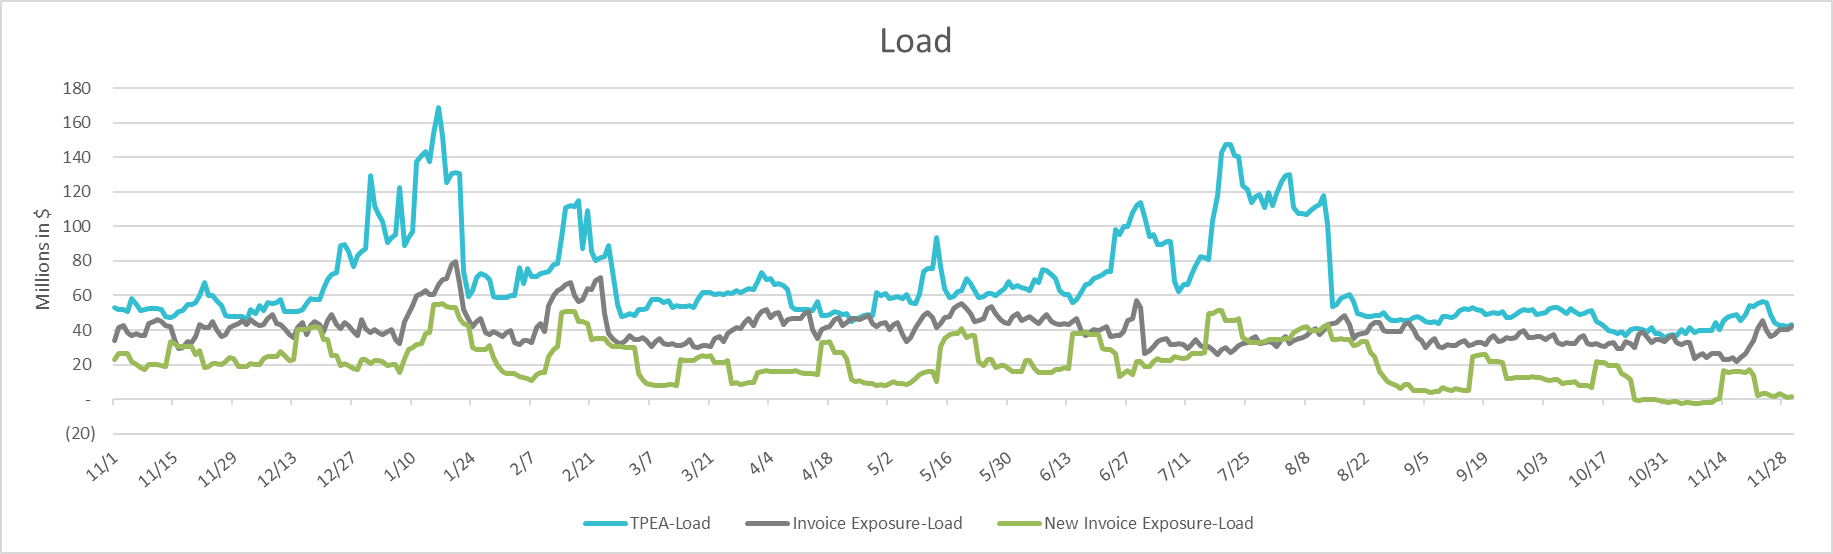 Load
Millions in $
180
160
140
120
100
80
60
40
20
-
(20)
11/1 11/15 11/29 12/13 12/27 1/10 1/24 2/7 2/21 3/7 3/21 4/4 4/18 5/2 5/16 5/30 6/13 6/27 7/11 7/25 8/8 8/22 9/5 9/19 10/3 10/17 10/31 11/14 11/28
TPEA-Load Invoice Exposure-Load New Invoice Exposure-Load